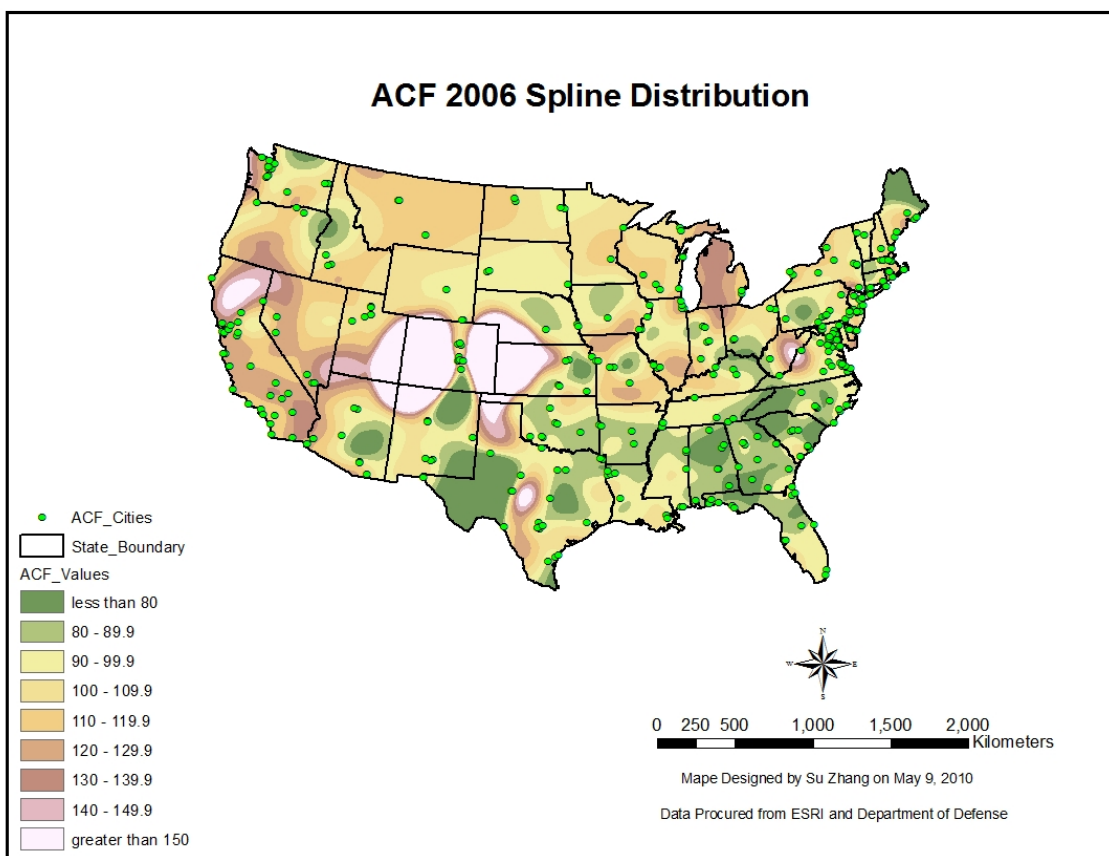 ACF 2006 Spline Distribution
ACF_Cities
State_Boundary
ACF_Values
less than 80
80 - 89.9
90 - 99.9
100 - 109.9
110 - 119.9
120 - 129.9
130 - 139.9
140 - 149.9
greater than 150
N
W E
S
0 250 500 1,000 1,500 2,000
Kilometers
Mape Designed by Su Zhang on May 9, 2010
Data Procured from ESRI and Department of Defense